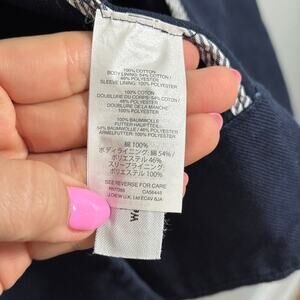 100% COTTON
BODY LINING: 54% COTTON /
46% POLYESTER
SLEEVE LINING: 100% POLYESTER
100% COTON
DOUBLURE DU CORPS: 54% COTON /
46% POLYESTER
DOUBLURE DE LA MANCHE:
100% POLYESTER
100% BAUMWOLLE
FUTTER HAUPTTEIL:
54% BAUMWOLLE / 46% POLYESTER
ÄRMELFUTTER: 100% POLYESTER
綿 100%
ボディライニング: 綿 54% /
ポリエステル 46%
スリーブライニング:
ポリエステル 100%
SEE REVERSE FOR CARE
J.CREW U.K. Ltd EC4V 6JA